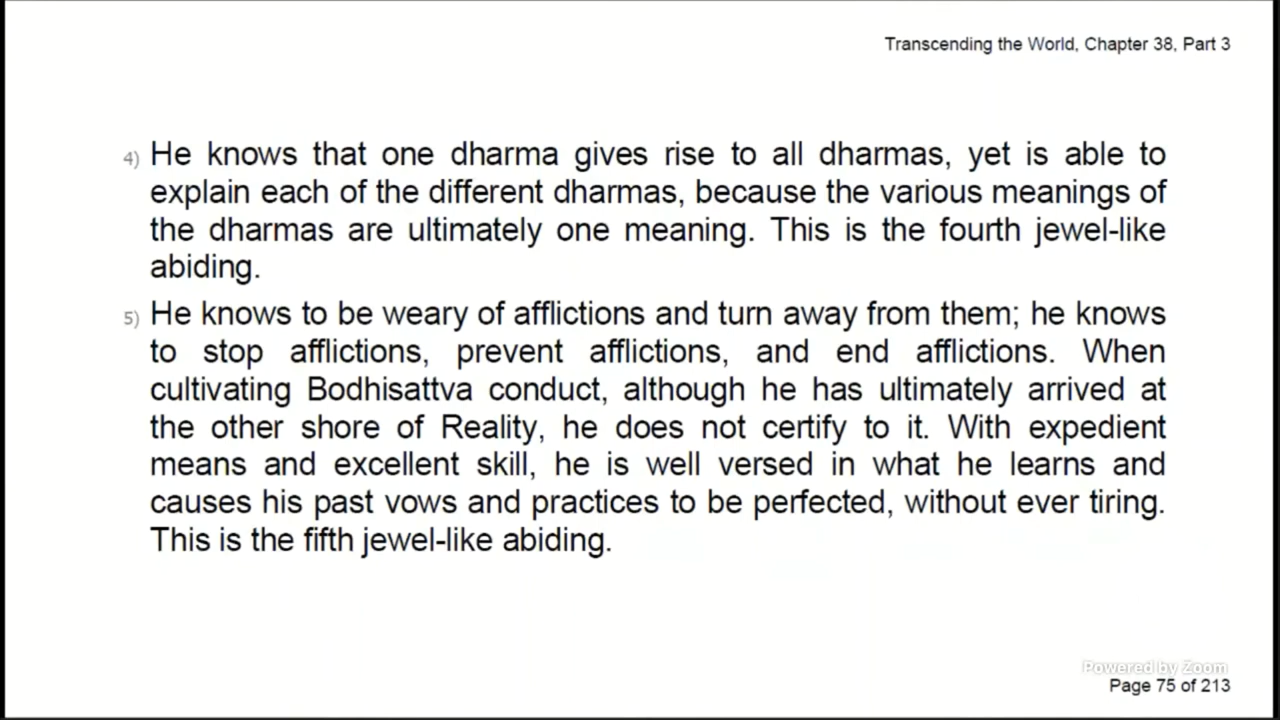 Transcending the World, Chapter 38, Part 3
4) He knows that one dharma gives rise to all dharmas, yet is able to
explain each of the different dharmas, because the various meanings of
the dharmas are ultimately one meaning. This is the fourth jewel-like
abiding.
5) He knows to be weary of afflictions and turn away from them; he knows
to stop afflictions, prevent afflictions, and end afflictions. When
cultivating Bodhisattva conduct, although he has ultimately arrived at
the other shore of Reality, he does not certify to it. With expedient
means and excellent skill, he is well versed in what he learns and
causes his past vows and practices to be perfected, without ever tiring.
This is the fifth jewel-like abiding.
Powered by Zoom
Page 75 of 213